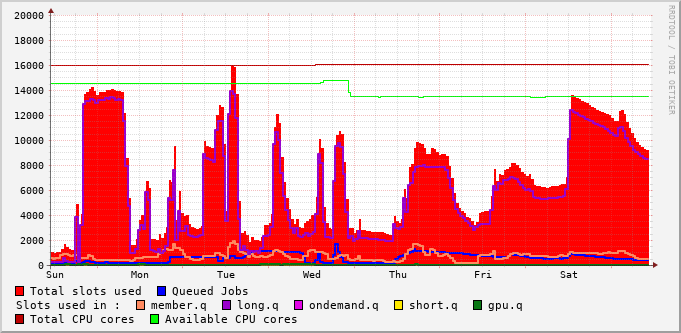 20000
18000
16000
14000
12000
10000
8000
6000
4000
2000
0
Sun Mon Tue Wed Thu Fri Sat
RRDTOOL / TOBI OETIKER
Total slots used Queued Jobs
Slots used in : member.q long.q ondemand.q short.q gpu.q
Total CPU cores Available CPU cores